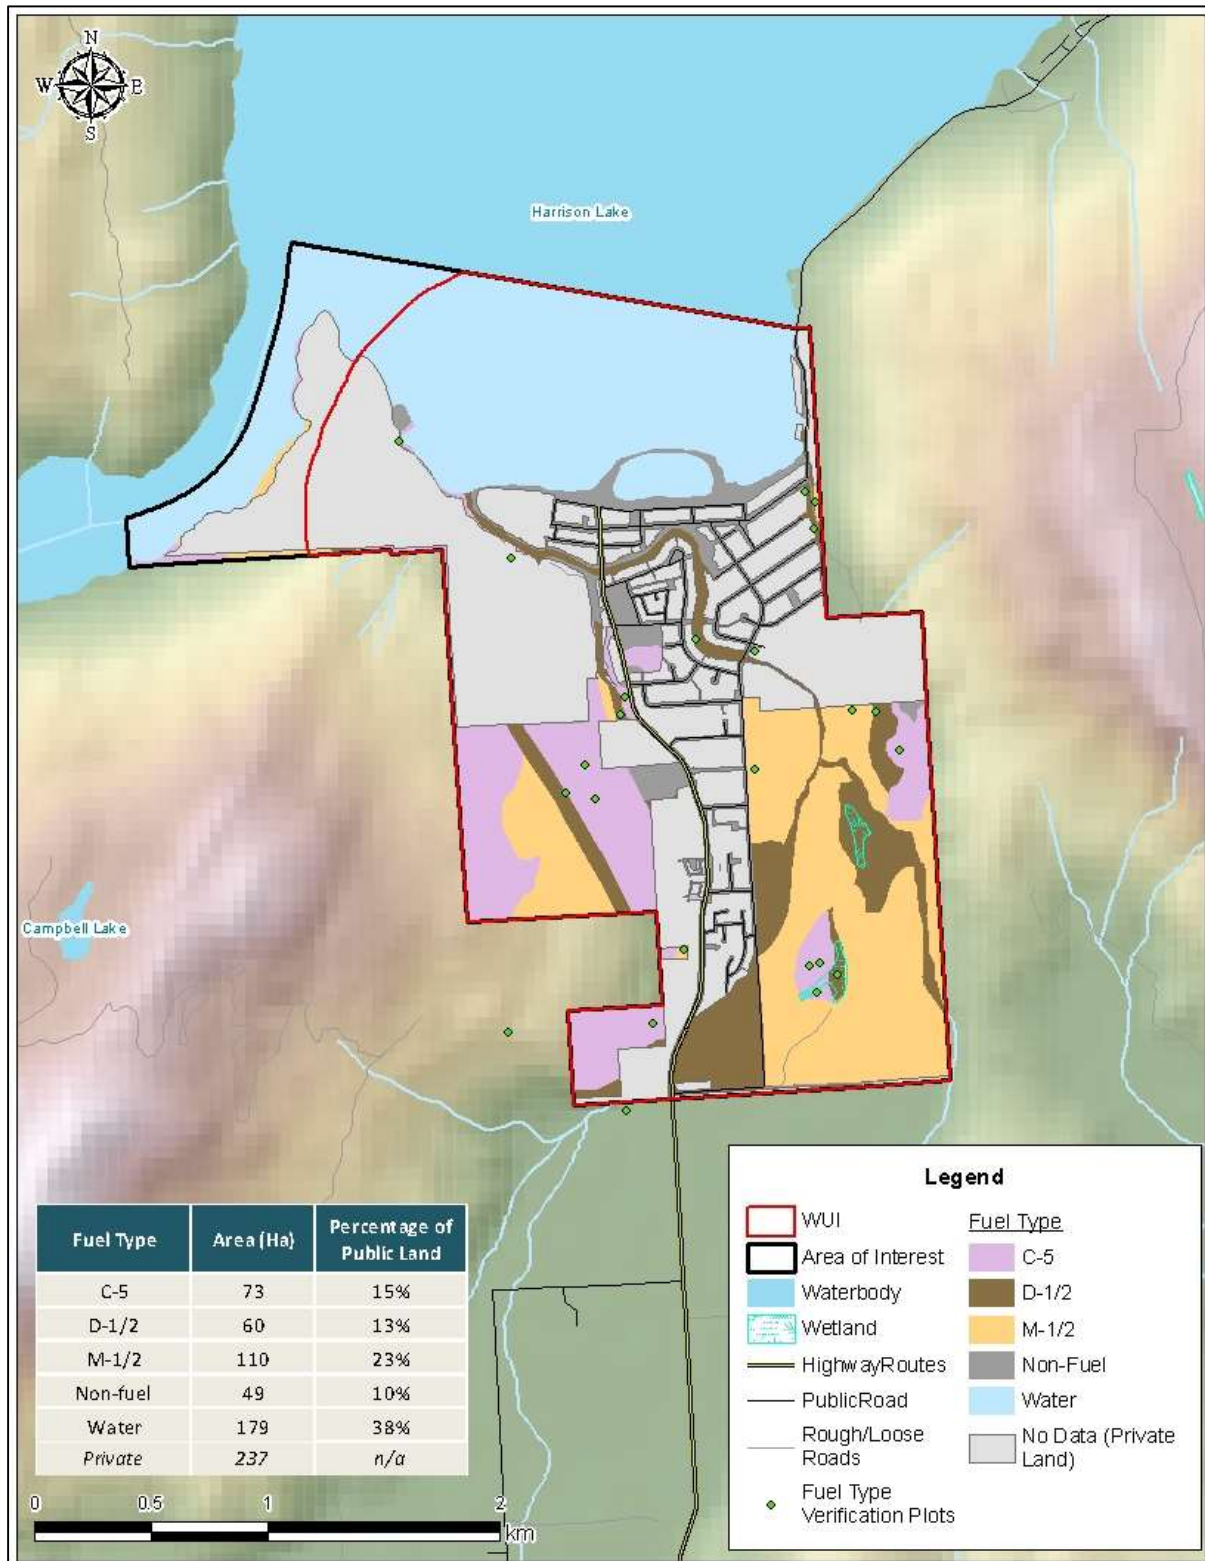 N
W E
S
Harrison Lake
Campbell Lake
Fuel Type Area (Ha) Percentage of
Public Land
C-5 73 15%
D-1/2 60 13%
M-1/2 110 23%
Non-fuel 49 10%
Water 179 38%
Private 237 n/a
0 0.5 1 2
km
Legend
WUI
Area of Interest
Waterbody
Wetland
HighwayRoutes
PublicRoad
Rough/Loose
Roads
Fuel Type
Verification Plots
Fuel Type
C-5
D-1/2
M-1/2
Non-Fuel
Water
No Data (Private
Land)